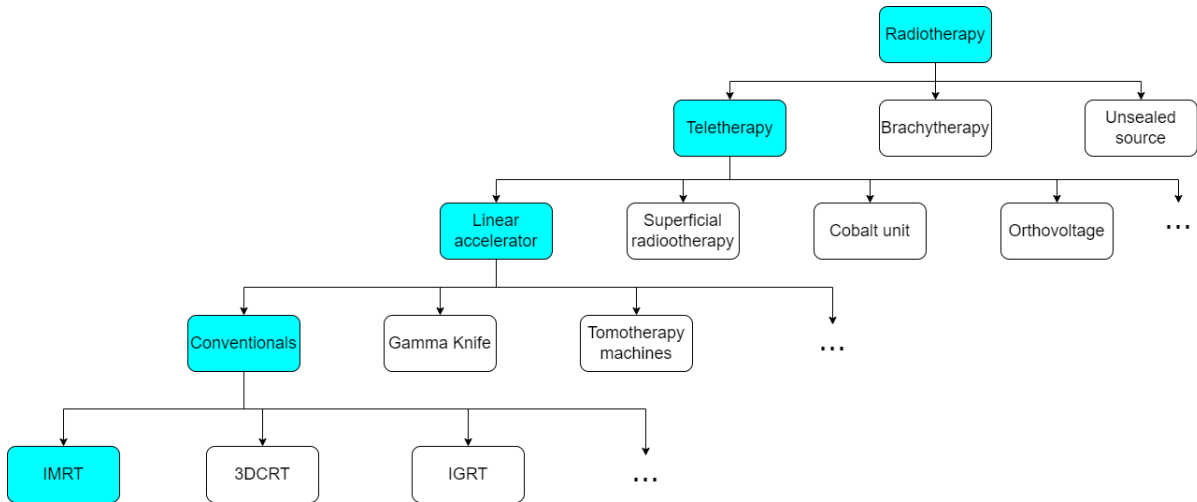 Radiotherapy
Teletherapy
Brachytherapy
Unsealed
source
Linear
accelerator
Superficial
radiootherapy
Cobalt unit
Orthovoltage
...
Conventionals
Gamma Knife
Tomotherapy
machines
...
IMRT
3DCRT
IGRT
...